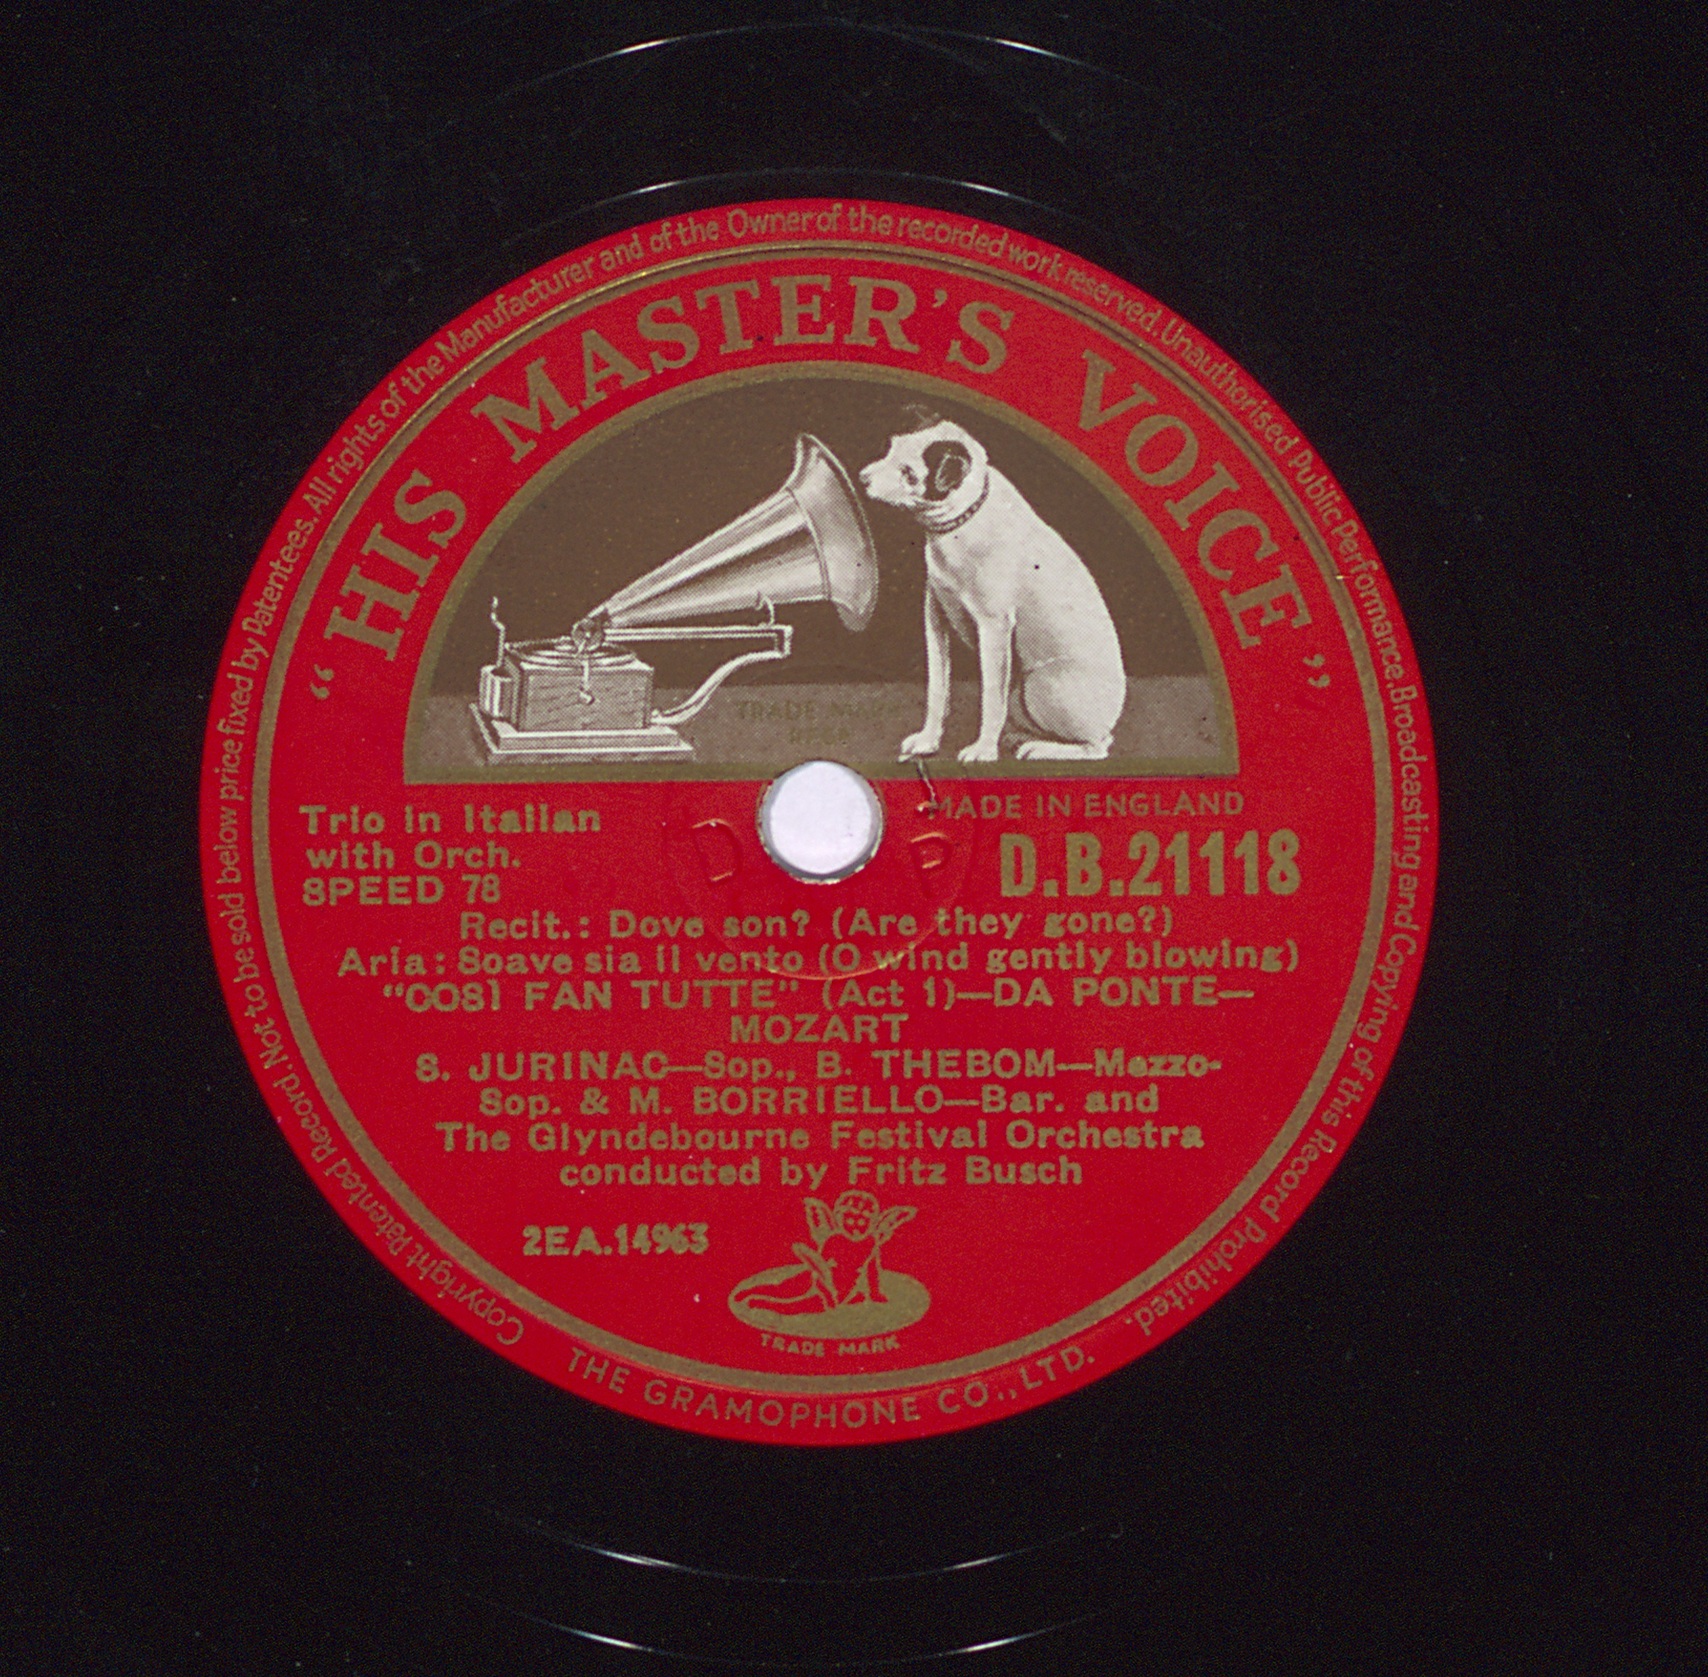 Copyright Patented Record. Not to be sold below price fixed by Patentees. All rights of the Manufacturer and of the Owner of the recorded work reserved. Unauthorised Public Performance, Broadcasting and Copying of this Record Prohibited.
"HIS MASTER'S VOICE"
TRADE MARK
REGD
Trio in Italian
with Orch.
SPEED 78
MADE IN ENGLAND
D.B.21118
D P
Recit.: Dove son? (Are they gone?)
Aria: Soave sia il vento (O wind gently blowing)
"COSÌ FAN TUTTE" (Act 1)—DA PONTE—
MOZART
S. JURINAC—Sop., B. THEBOM—Mezzo-
Sop. & M. BORRIELLO—Bar. and
The Glyndebourne Festival Orchestra
conducted by Fritz Busch
2EA.14963
TRADE MARK
THE GRAMOPHONE CO., LTD.